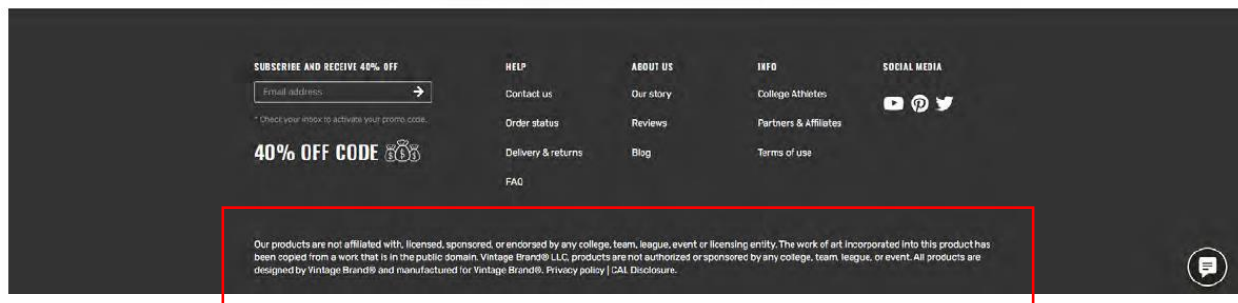 SUBSCRIBE AND RECEIVE 40% OFF
Email address
* Check your inbox to activate your promo code.
40% OFF CODE
HELP
Contact us
Order status
Delivery & returns
FAQ
ABOUT US
Our story
Reviews
Blog
INFO
College Athletes
Partners & Affiliates
Terms of use
SOCIAL MEDIA
Our products are not affiliated with, licensed, sponsored, or endorsed by any college, team, league, event or licensing entity. The work of art incorporated into this product has
been copied from a work that is in the public domain. Vintage Brand® LLC, products are not authorized or sponsored by any college, team, league, or event. All products are
designed by Vintage Brand® and manufactured for Vintage Brand®. Privacy policy | CAL Disclosure.